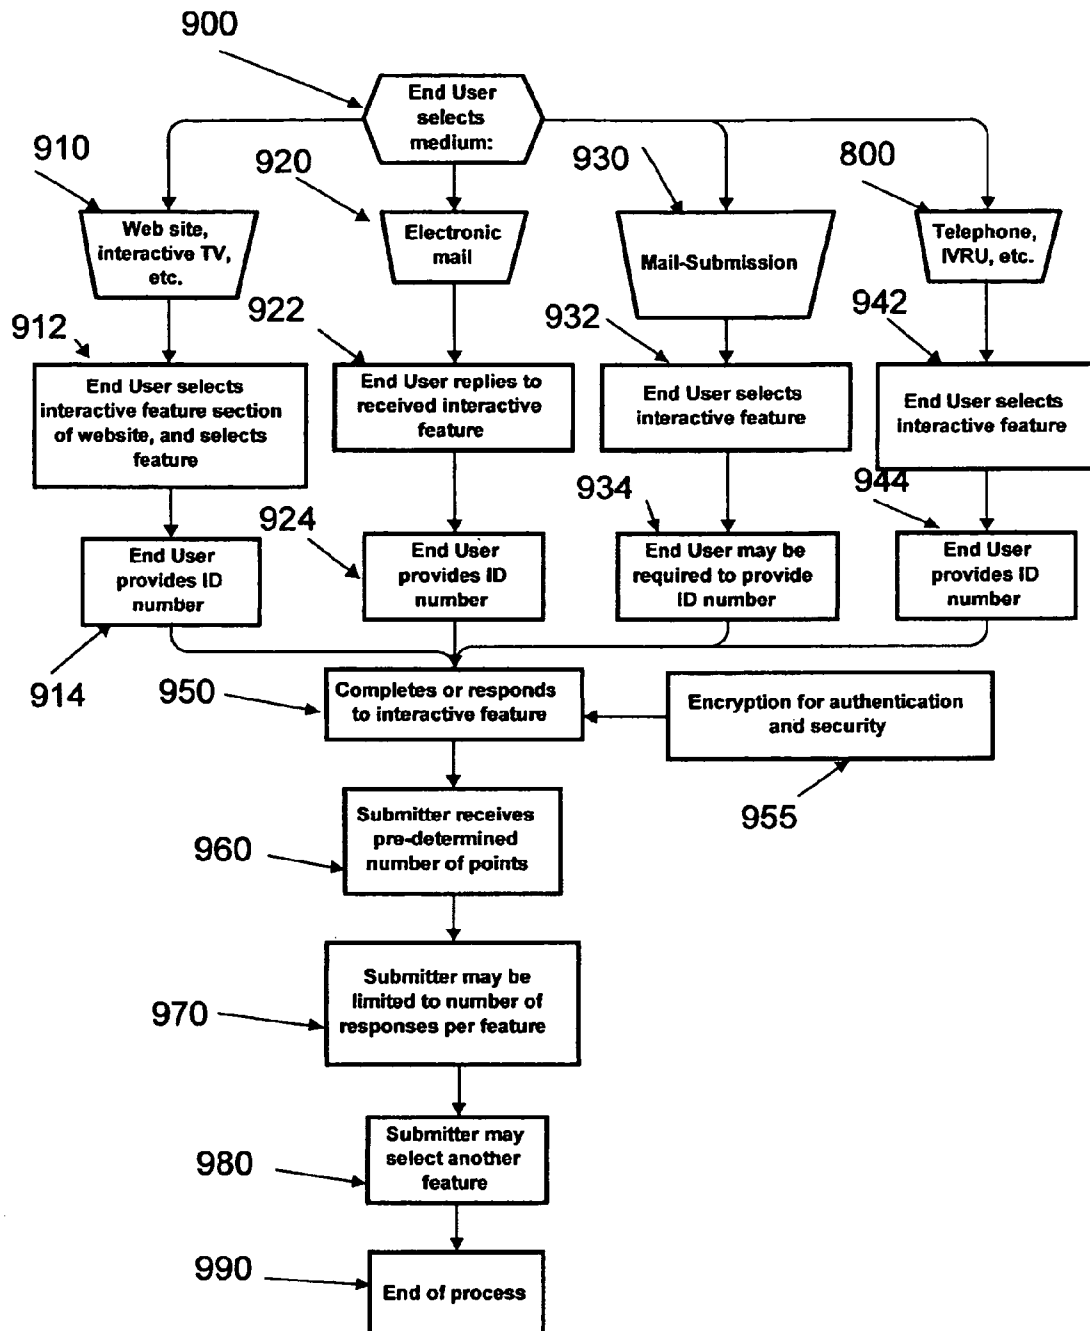 900
End User
selects
medium:
910
920
930
800
Web site,
interactive TV,
etc.
Electronic
mail
Mail-Submission
Telephone,
IVRU, etc.
912
922
932
942
End User selects
interactive feature section
of website, and selects
feature
End User replies to
received interactive
feature
End User selects
interactive feature
End User selects
interactive feature
924
934
944
End User
provides ID
number
End User
provides ID
number
End User may be
required to provide
ID number
End User
provides ID
number
914
950
Completes or responds
to interactive feature
Encryption for authentication
and security
955
960
Submitter receives
pre-determined
number of points
970
Submitter may be
limited to number of
responses per feature
980
Submitter may
select another
feature
990
End of process